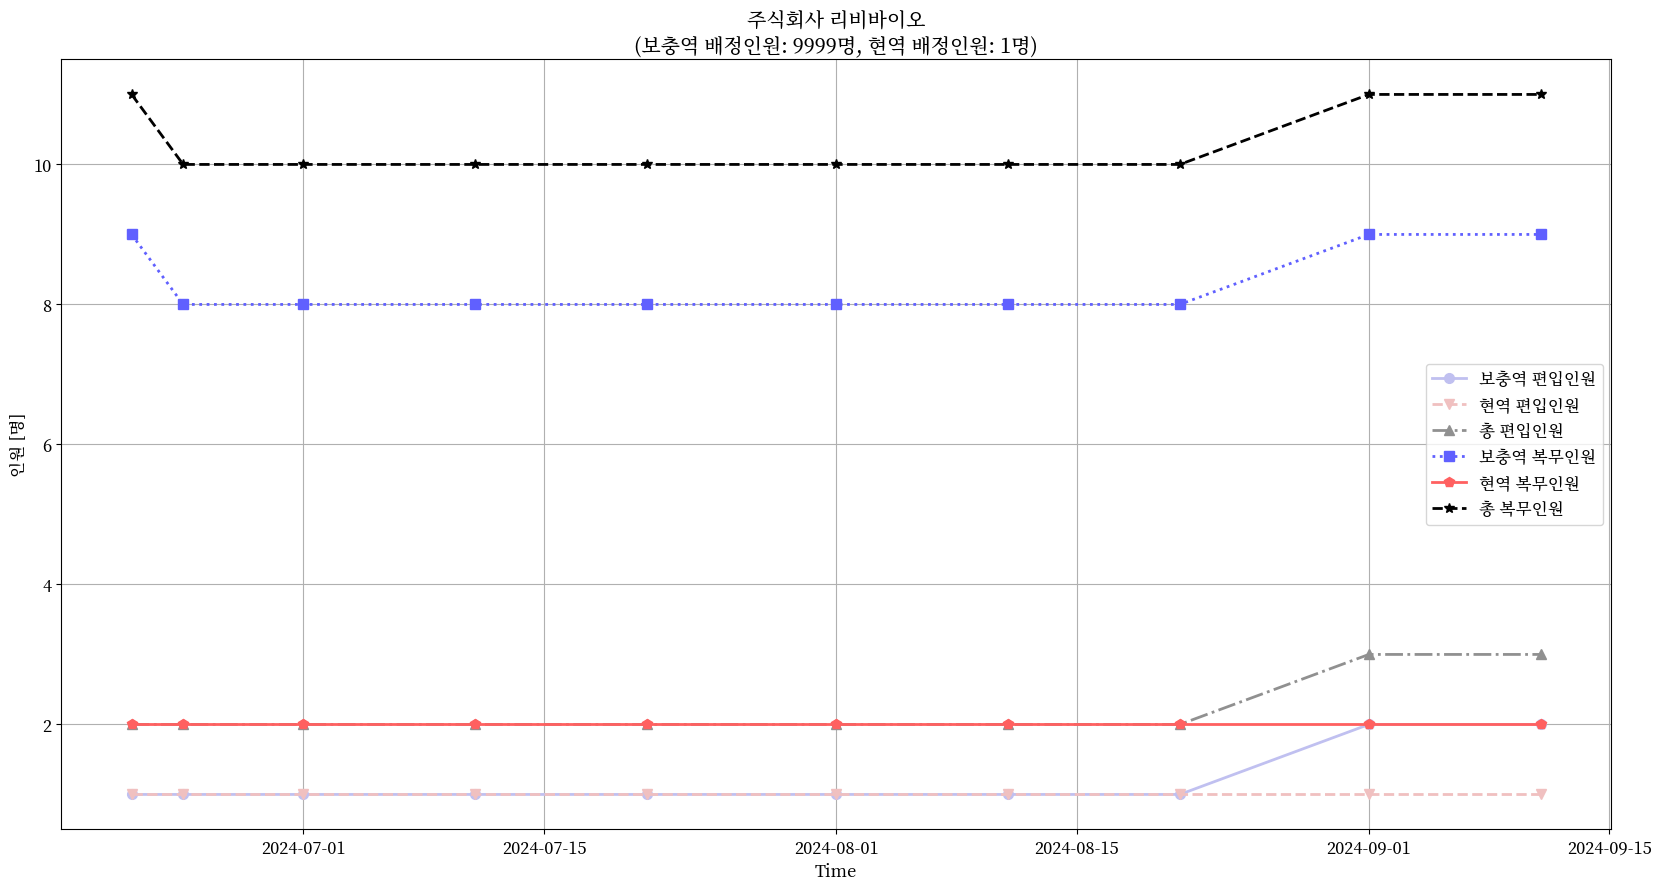 주식회사 리비바이오
(보충역 배정인원: 9999명, 현역 배정인원: 1명)
인원 [명]
10
8
6
4
2
보충역 편입인원
현역 편입인원
총 편입인원
보충역 복무인원
현역 복무인원
총 복무인원
2024-07-01
2024-07-15
2024-08-01
2024-08-15
2024-09-01
2024-09-15
Time